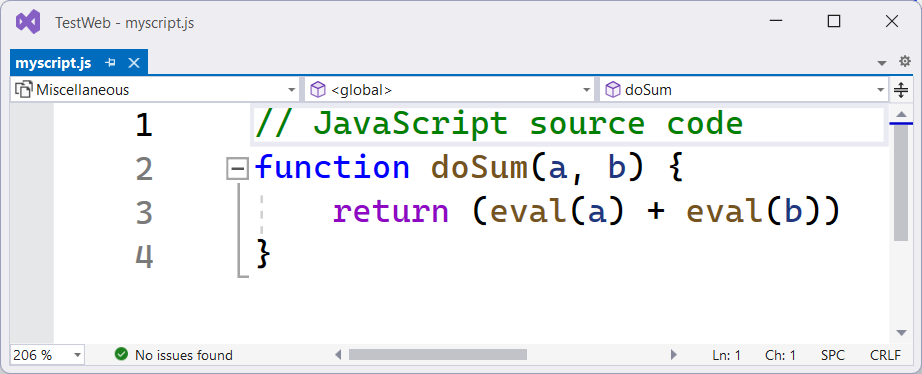 TestWeb - myscript.js
myscript.js
Miscellaneous <global> doSum
1 // JavaScript source code
2 function doSum(a, b) {
3 return (eval(a) + eval(b))
4 }
206 % No issues found Ln: 1 Ch: 1 SPC CRLF